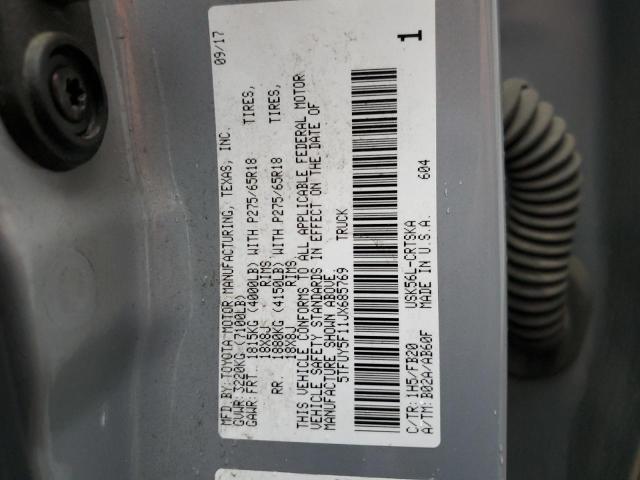 MFD BY:TOYOTA MOTOR MANUFACTURING, TEXAS, INC. 09/17
GVWR: 3220KG (7100LB)
GAWR:FRT. 1815KG (4000LB) WITH P275/65R18 TIRES,
18X8J RIMS
RR. 1880KG (4150LB) WITH P275/65R18 TIRES,
18X8J RIMS
THIS VEHICLE CONFORMS TO ALL APPLICABLE FEDERAL MOTOR
VEHICLE SAFETY STANDARDS IN EFFECT ON THE DATE OF
MANUFACTURE SHOWN ABOVE.
5TFUY5F11JX685769 TRUCK
C/TR:1H5/FB20 USK56L-CRTSKA 1
A/TM:B02A/AB60F MADE IN U.S.A. 604